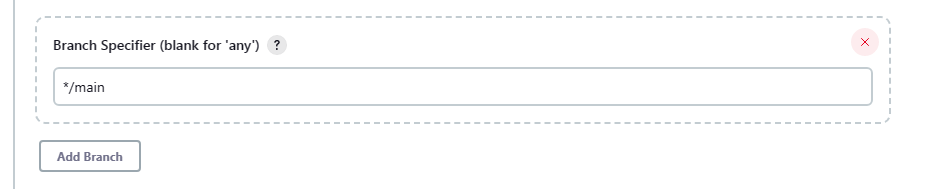 Branch Specifier (blank for 'any') ?
*/main
Add Branch